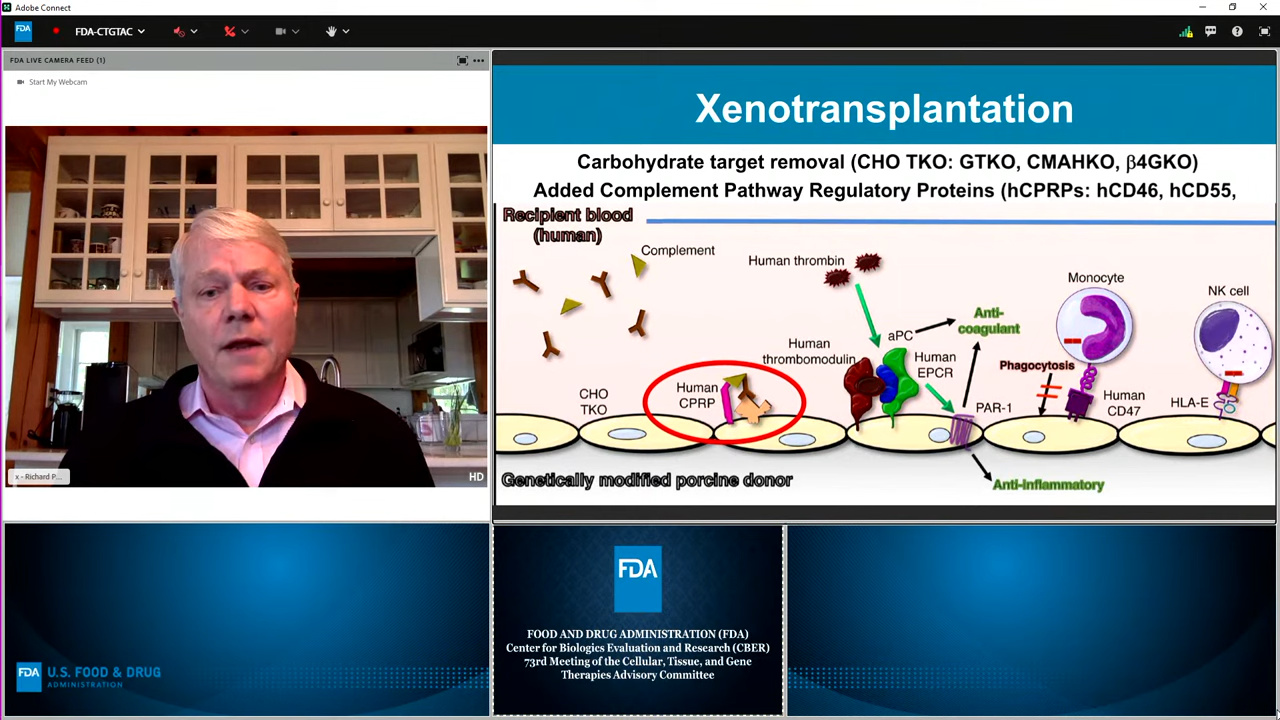 Adobe Connect
FDA
FDA-CTGTAC
FDA LIVE CAMERA FEED (1)
Start My Webcam
x - Richard P...
HD
Xenotransplantation
Carbohydrate target removal (CHO TKO: GTKO, CMAHKO, β4GKO)
Added Complement Pathway Regulatory Proteins (hCPRPs: hCD46, hCD55,
Recipient blood
(human)
Complement
Human thrombin
Monocyte
NK cell
Anti-
coagulant
aPC
Human
thrombomodulin
Human
EPCR
Phagocytosis
Human
CPRP
CHO
TKO
PAR-1
Human
CD47
HLA-E
Genetically modified porcine donor
Anti-inflammatory
FDA
FOOD AND DRUG ADMINISTRATION (FDA)
Center for Biologics Evaluation and Research (CBER)
73rd Meeting of the Cellular, Tissue, and Gene
Therapies Advisory Committee
FDA U.S. FOOD & DRUG
ADMINISTRATION